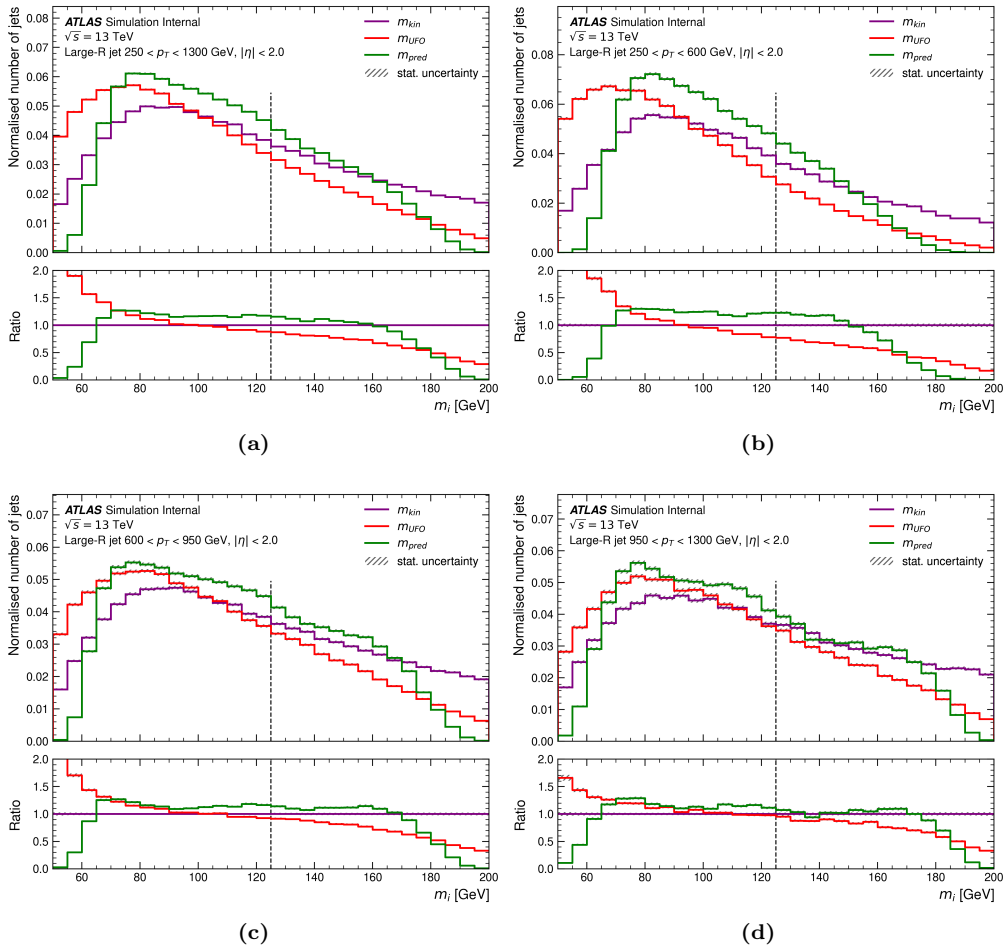 ATLAS Simulation Internal
√s = 13 TeV
Large-R jet 250 < p_T < 1300 GeV, |η| < 2.0
m_kin
m_UFO
m_pred
stat. uncertainty
Normalised number of jets
0.08
0.07
0.06
0.05
0.04
0.03
0.02
0.01
0.00
Ratio
2.0
1.5
1.0
0.5
0.0
60 80 100 120 140 160 180 200
m_i [GeV]
(a)
ATLAS Simulation Internal
√s = 13 TeV
Large-R jet 250 < p_T < 600 GeV, |η| < 2.0
m_kin
m_UFO
m_pred
stat. uncertainty
Normalised number of jets
0.08
0.06
0.04
0.02
0.00
Ratio
2.0
1.5
1.0
0.5
0.0
60 80 100 120 140 160 180 200
m_i [GeV]
(b)
ATLAS Simulation Internal
√s = 13 TeV
Large-R jet 600 < p_T < 950 GeV, |η| < 2.0
m_kin
m_UFO
m_pred
stat. uncertainty
Normalised number of jets
0.07
0.06
0.05
0.04
0.03
0.02
0.01
0.00
Ratio
2.0
1.5
1.0
0.5
0.0
60 80 100 120 140 160 180 200
m_i [GeV]
(c)
ATLAS Simulation Internal
√s = 13 TeV
Large-R jet 950 < p_T < 1300 GeV, |η| < 2.0
m_kin
m_UFO
m_pred
stat. uncertainty
Normalised number of jets
0.07
0.06
0.05
0.04
0.03
0.02
0.01
0.00
Ratio
2.0
1.5
1.0
0.5
0.0
60 80 100 120 140 160 180 200
m_i [GeV]
(d)